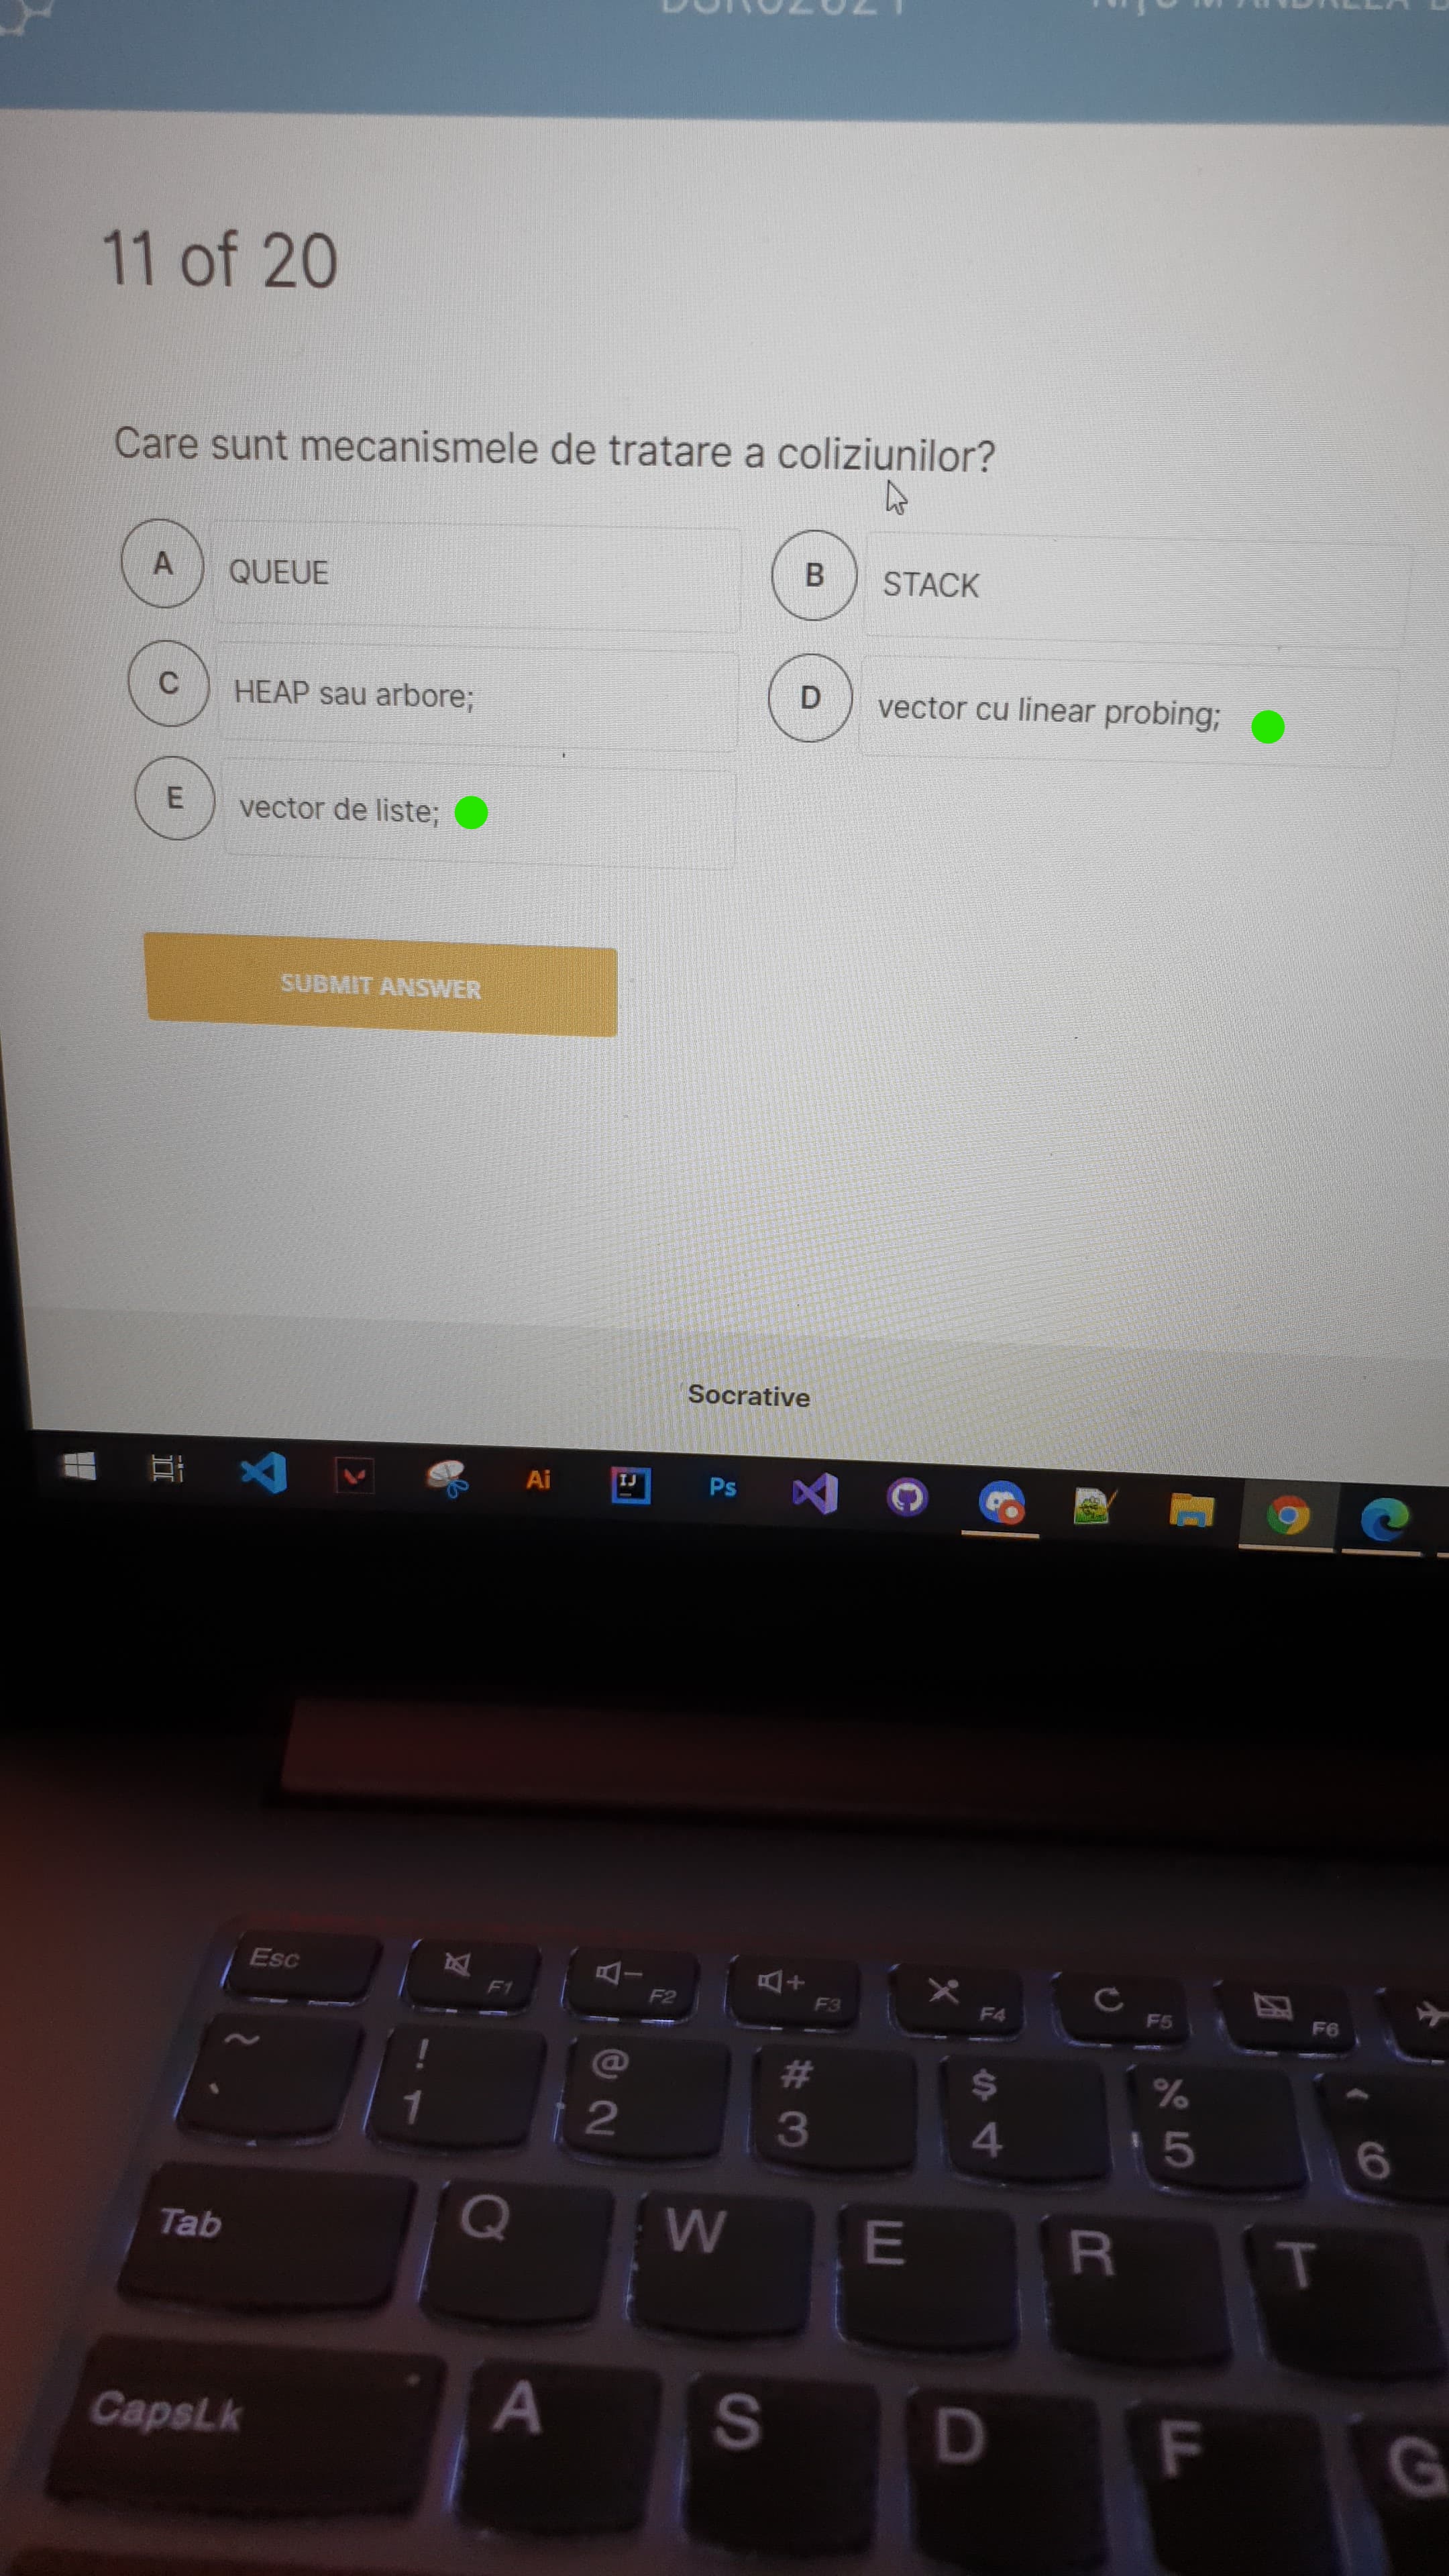 11 of 20
Care sunt mecanismele de tratare a coliziunilor?
A QUEUE
B STACK
C HEAP sau arbore;
D vector cu linear probing;
E vector de liste;
SUBMIT ANSWER
Socrative
Ai IJ Ps
Esc F1 F2 F3 F4 F5 F6
~ ! @ # $ % ^
` 1 2 3 4 5 6
Tab Q W E R T
CapsLk A S D F G